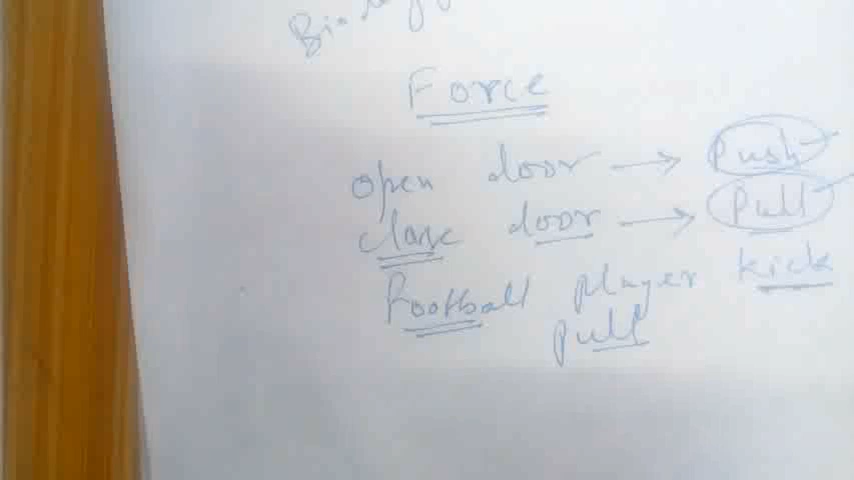 Force
open door → Push
close door → Pull
Football player kick
pull